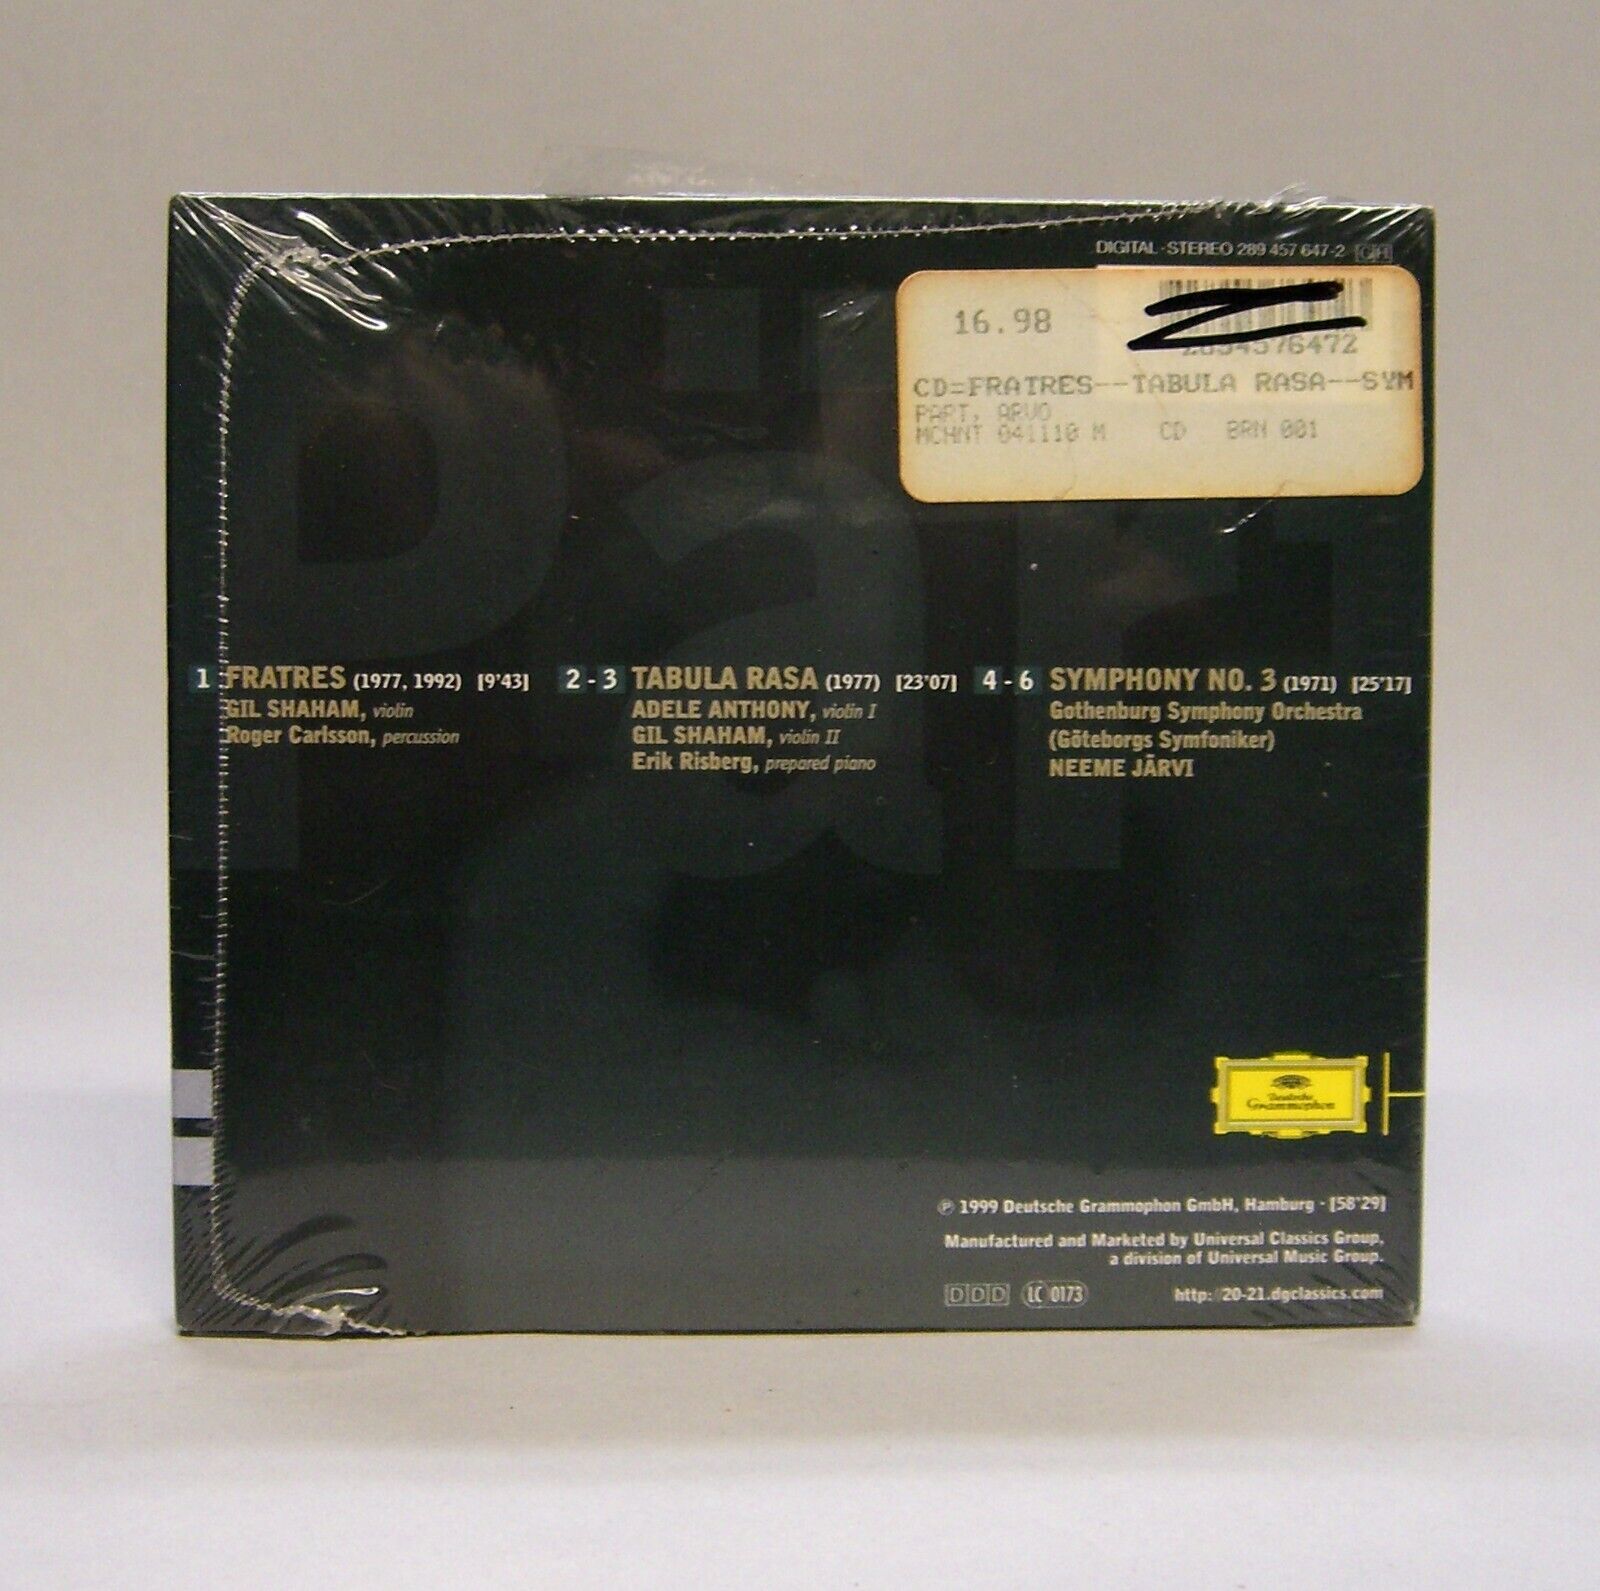 DIGITAL·STEREO 289 457 647-2 GH
16.98
2894576472
CD=FRATRES--TABULA RASA--SYM
PART, ARVO
MCHNT 041110 M CD BRN 001
Pärt
1 FRATRES (1977, 1992) [9'43]
GIL SHAHAM, violin
Roger Carlsson, percussion
2 - 3 TABULA RASA (1977) [23'07]
ADELE ANTHONY, violin I
GIL SHAHAM, violin II
Erik Risberg, prepared piano
4 - 6 SYMPHONY NO. 3 (1971) [25'17]
Gothenburg Symphony Orchestra
(Göteborgs Symfoniker)
NEEME JÄRVI
Deutsche
Grammophon
℗ 1999 Deutsche Grammophon GmbH, Hamburg · [58'29]
Manufactured and Marketed by Universal Classics Group,
a division of Universal Music Group.
DDD LC 0173
http://20-21.dgclassics.com